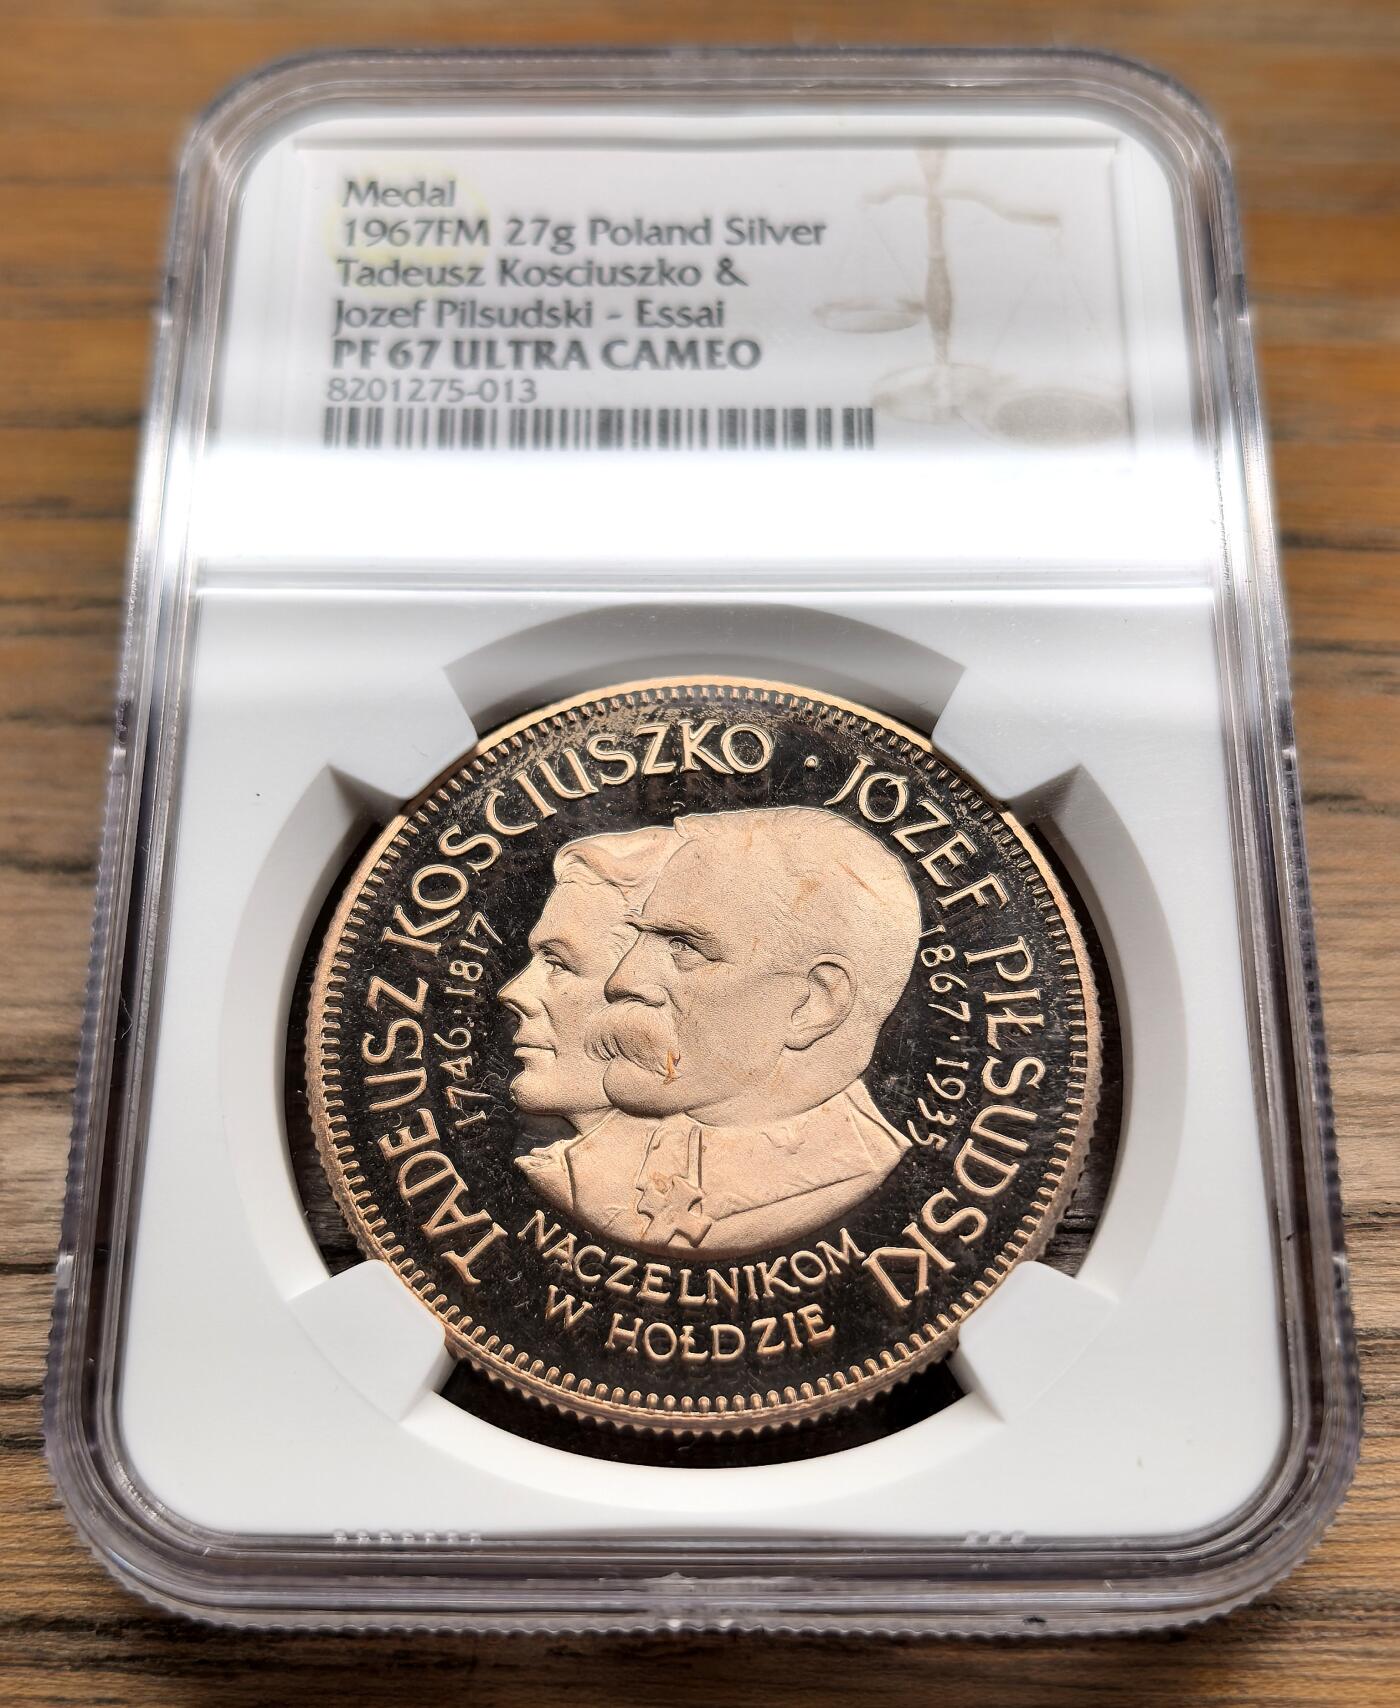 Medal
1967FM 27g Poland Silver
Tadeusz Kosciuszko &
Jozef Pilsudski - Essai
PF 67 ULTRA CAMEO
8201275-013
TADEUSZ KOSCIUSZKO · JÓZEF PIŁSUDSKI
1746·1817
1867·1935
NACZELNIKOM
W HOŁDZIE